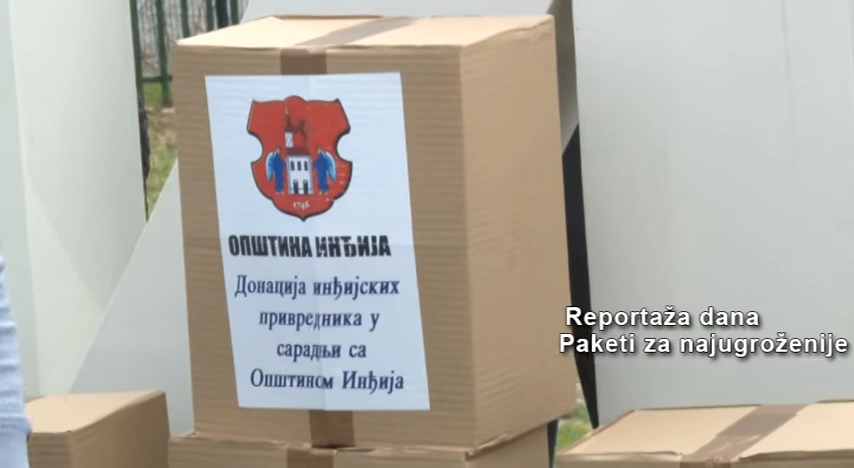 1746
ОПШТИНА ИНЂИЈА
Донација инђијских
привредника у
сарадњи са
Општином Инђија
Reportaža dana
Paketi za najugroženije